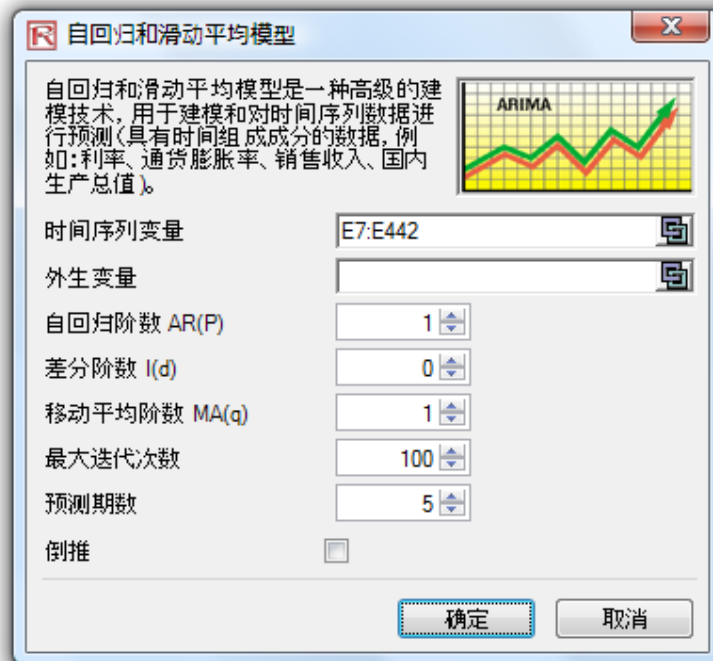 自回归和滑动平均模型
自回归和滑动平均模型是一种高级的建
模技术,用于建模和对时间序列数据进
行预测(具有时间组成成分的数据,例
如:利率、通货膨胀率、销售收入、国内
生产总值)。
ARIMA
时间序列变量 E7:E442
外生变量
自回归阶数 AR(P) 1
差分阶数 I(d) 0
移动平均阶数 MA(q) 1
最大迭代次数 100
预测期数 5
倒推
确定 取消